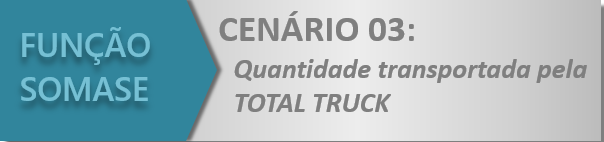 FUNÇÃO
SOMASE
CENÁRIO 03:
Quantidade transportada pela
TOTAL TRUCK